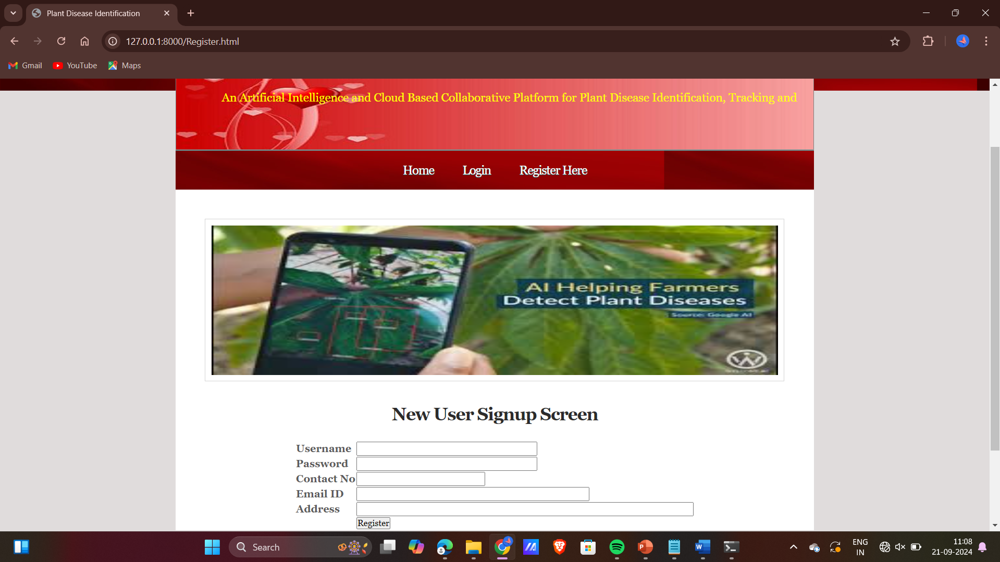 Plant Disease Identification
127.0.0.1:8000/Register.html
Gmail YouTube Maps
An Artificial Intelligence and Cloud Based Collaborative Platform for Plant Disease Identification, Tracking and
Home Login Register Here
AI Helping Farmers
Detect Plant Diseases
Source: Google AI
New User Signup Screen
Username
Password
Contact No
Email ID
Address
Register
Search
ENG
IN
11:08
21-09-2024